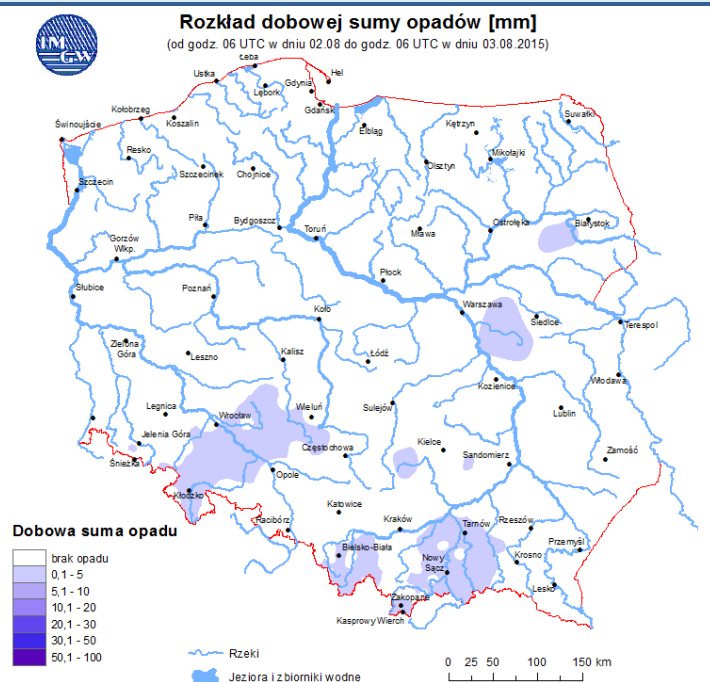 Rozkład dobowej sumy opadów [mm]
(od godz. 06 UTC w dniu 02.08 do godz. 06 UTC w dniu 03.08.2015)
IM
GW
Łeba
Hel
Ustka
Gdynia
Lębork
Gdańsk
Kołobrzeg
Koszalin
Suwałki
Świnoujście
Elbląg
Kętrzyn
Resko
Mikołajki
Szczecinek
Chojnice
Olsztyn
Szczecin
Piła
Bydgoszcz
Toruń
Ostrołęka
Białystok
Mława
Gorzów
Wlkp.
Płock
Słubice
Poznań
Koło
Warszawa
Siedlce
Terespol
Zielona
Góra
Leszno
Kalisz
Łódź
Kozienice
Włodawa
Legnica
Wrocław
Wieluń
Sulejów
Lublin
Jelenia Góra
Kielce
Częstochowa
Sandomierz
Zamość
Śnieżka
Opole
Kłodzko
Katowice
Racibórz
Kraków
Tarnów
Rzeszów
Przemyśl
Bielsko-Biała
Nowy
Sącz
Krosno
Lesko
Zakopane
Kasprowy Wierch
Dobowa suma opadu
brak opadu
0,1 - 5
5,1 - 10
10,1 - 20
20,1 - 30
30,1 - 50
50,1 - 100
Rzeki
Jeziora i zbiorniki wodne
0 25 50 100 150 km